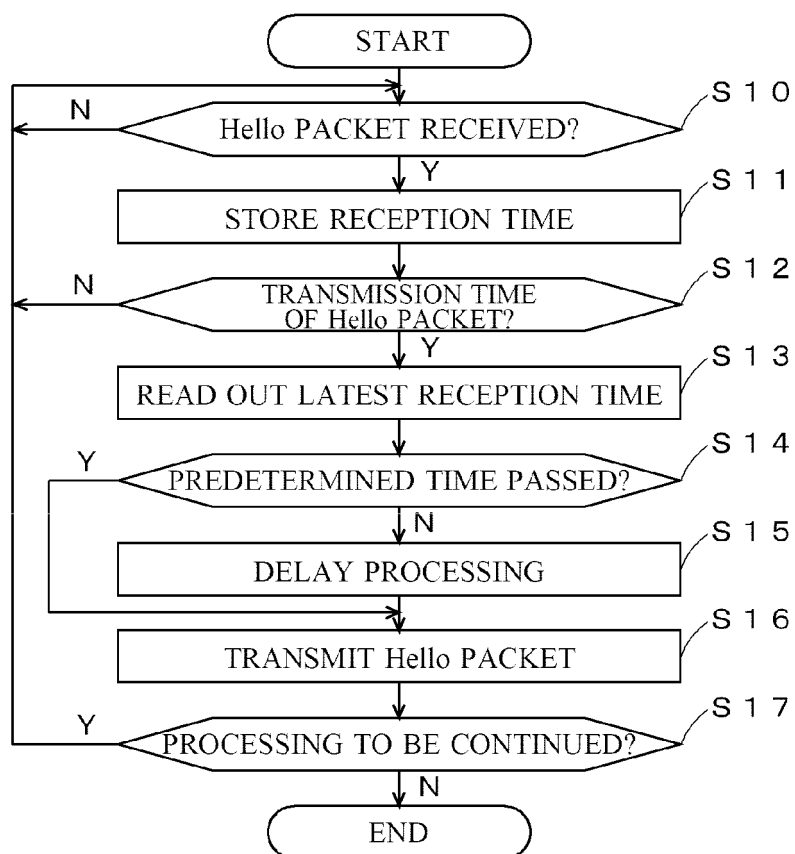 START
S10
N
Hello PACKET RECEIVED?
Y
S11
STORE RECEPTION TIME
S12
N
TRANSMISSION TIME
OF Hello PACKET?
Y
S13
READ OUT LATEST RECEPTION TIME
S14
Y
PREDETERMINED TIME PASSED?
N
S15
DELAY PROCESSING
S16
TRANSMIT Hello PACKET
S17
Y
PROCESSING TO BE CONTINUED?
N
END